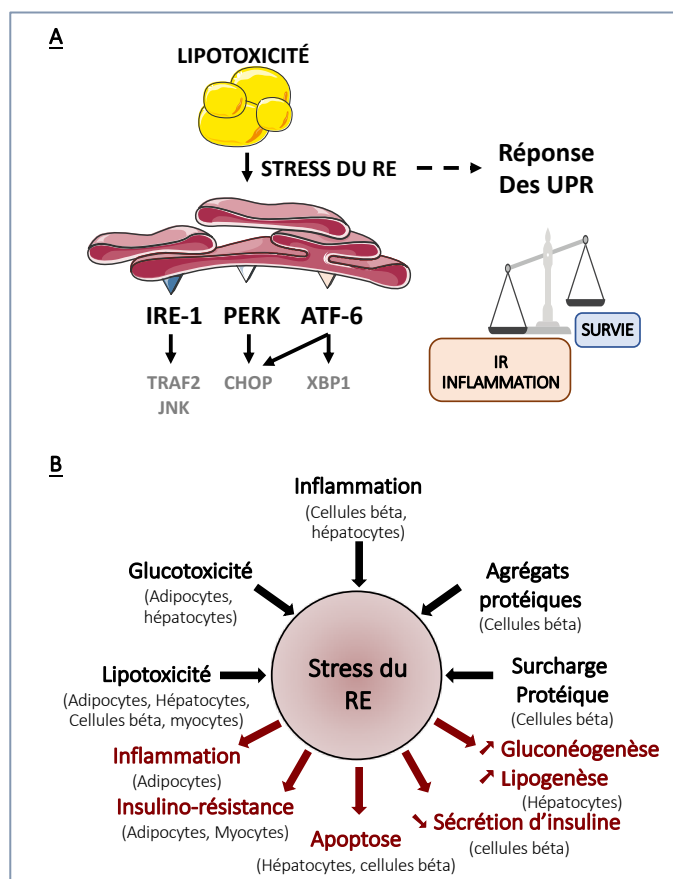 A
LIPOTOXICITÉ
STRESS DU RE
Réponse
Des UPR
IRE-1 PERK ATF-6
TRAF2
JNK
CHOP
XBP1
SURVIE
IR
INFLAMMATION
B
Inflammation
(Cellules béta,
hépatocytes)
Glucotoxicité
(Adipocytes,
hépatocytes)
Agrégats
protéiques
(Cellules béta)
Lipotoxicité
(Adipocytes, Hépatocytes,
Cellules béta, myocytes)
Stress du
RE
Surcharge
Protéique
(Cellules béta)
Inflammation
(Adipocytes)
Insulino-résistance
(Adipocytes, Myocytes)
Apoptose
(Hépatocytes, cellules béta)
➘ Sécrétion d’insuline
(cellules béta)
➚ Gluconéogenèse
➚ Lipogenèse
(Hépatocytes)